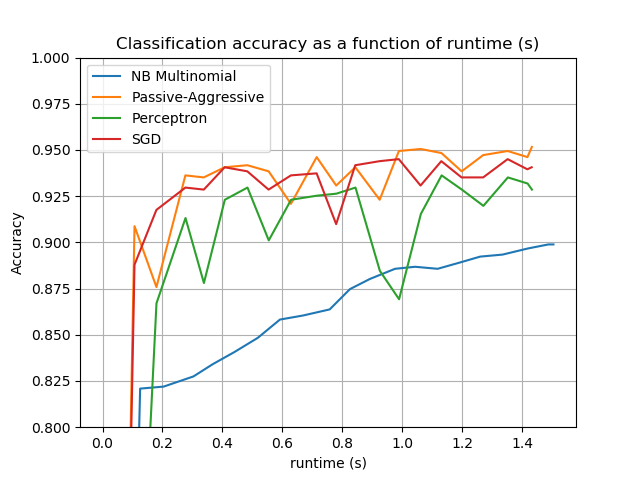 Classification accuracy as a function of runtime (s)
NB Multinomial
Passive-Aggressive
Perceptron
SGD
1.000
0.975
0.950
0.925
0.900
0.875
0.850
0.825
0.800
Accuracy
0.0 0.2 0.4 0.6 0.8 1.0 1.2 1.4
runtime (s)